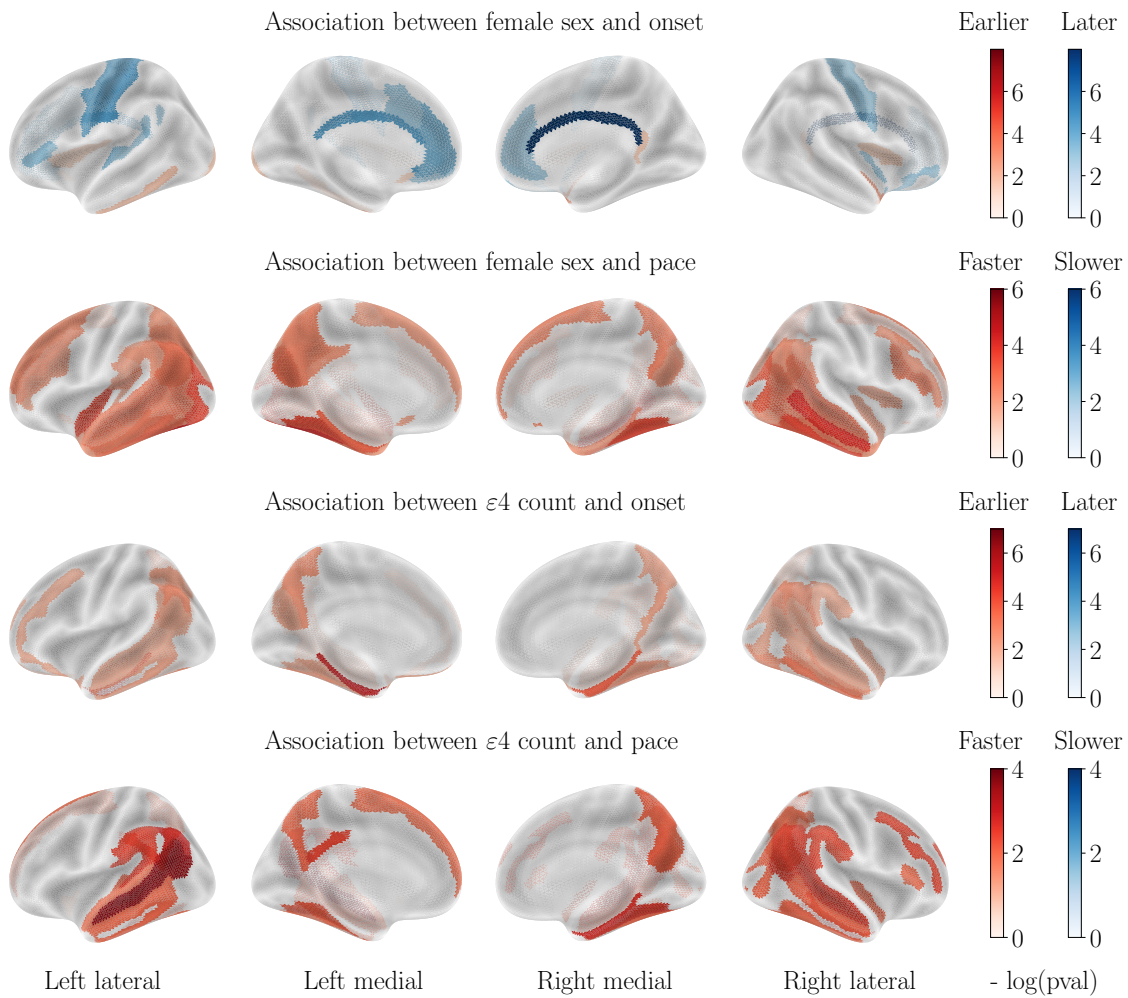 Association between female sex and onset
Earlier Later
6 6
4 4
2 2
0 0
Association between female sex and pace
Faster Slower
6 6
4 4
2 2
0 0
Association between ε4 count and onset
Earlier Later
6 6
4 4
2 2
0 0
Association between ε4 count and pace
Faster Slower
4 4
2 2
0 0
Left lateral Left medial Right medial Right lateral - log(pval)